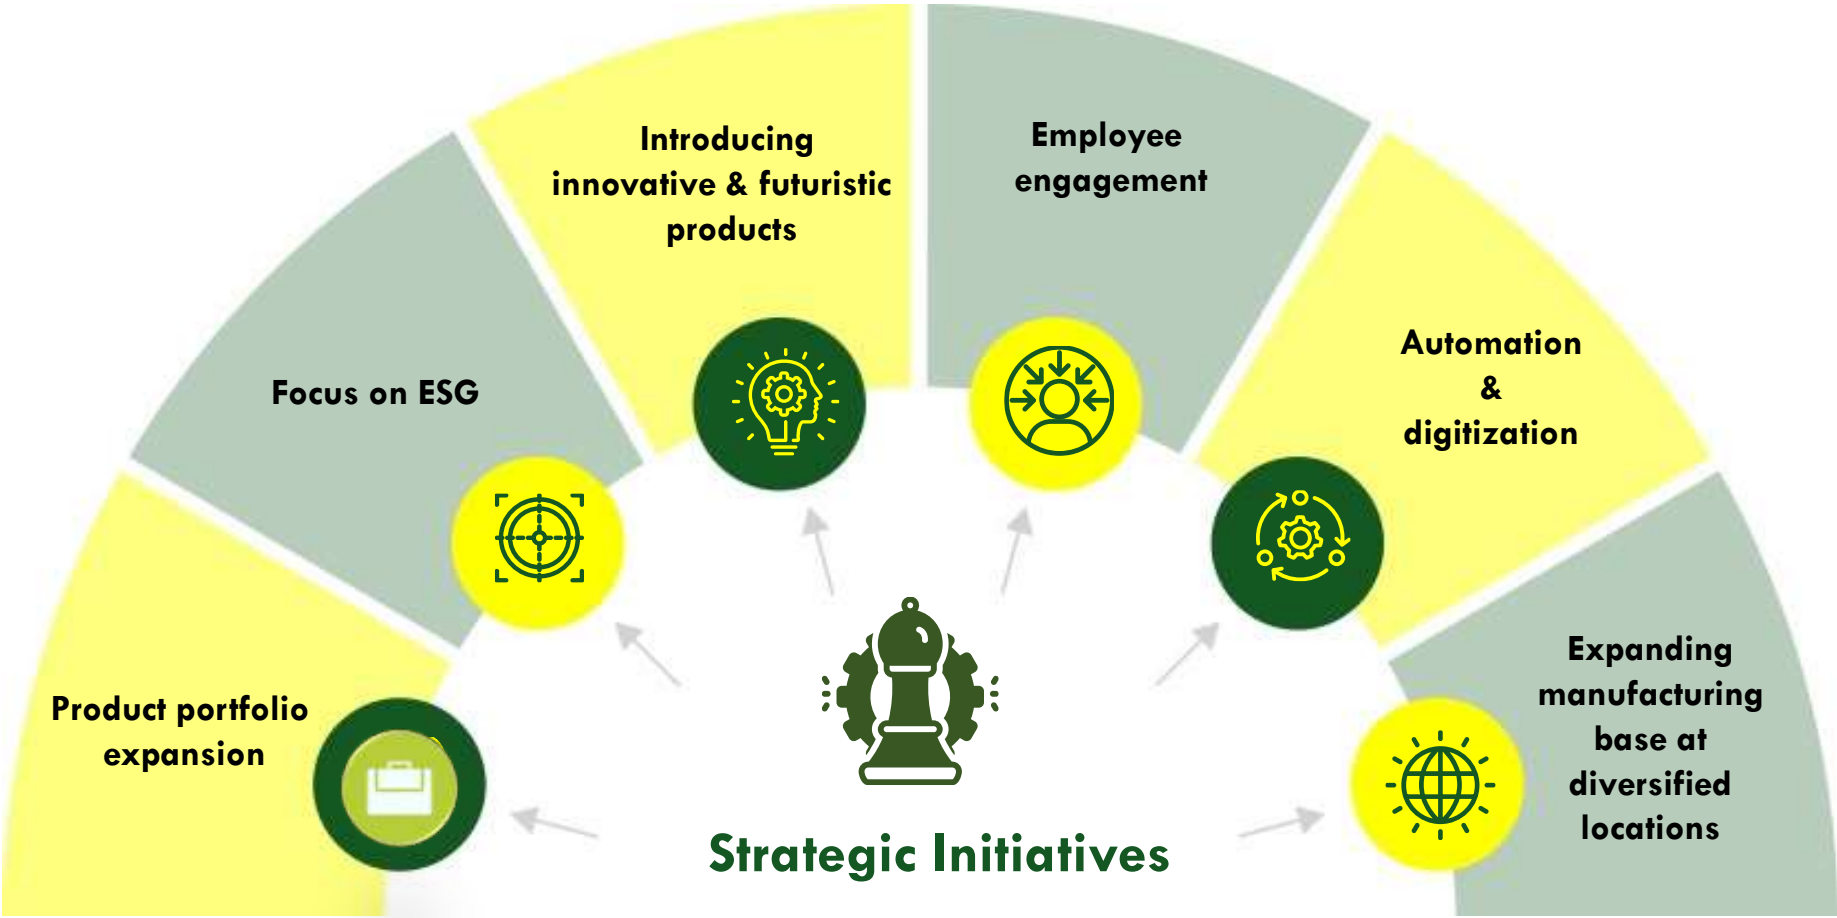 Introducing
innovative & futuristic
products
Employee
engagement
Focus on ESG
Automation
&
digitization
Product portfolio
expansion
Expanding
manufacturing
base at
diversified
locations
Strategic Initiatives